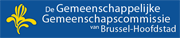 De Gemeenschappelijke
Gemeenschapscommissie
van Brussel-Hoofdstad